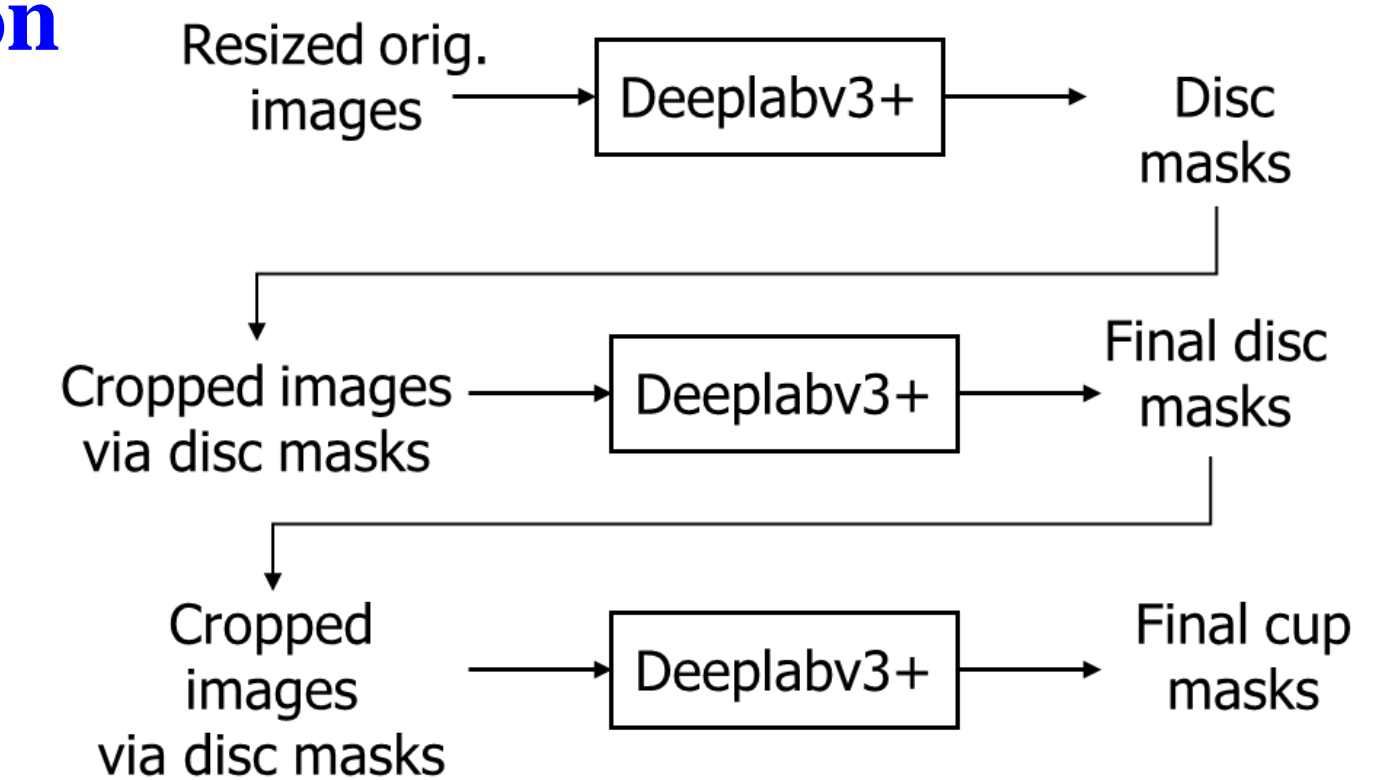 on
Resized orig.
images
Deeplabv3+
Disc
masks
Cropped images
via disc masks
Deeplabv3+
Final disc
masks
Cropped
images
via disc masks
Deeplabv3+
Final cup
masks